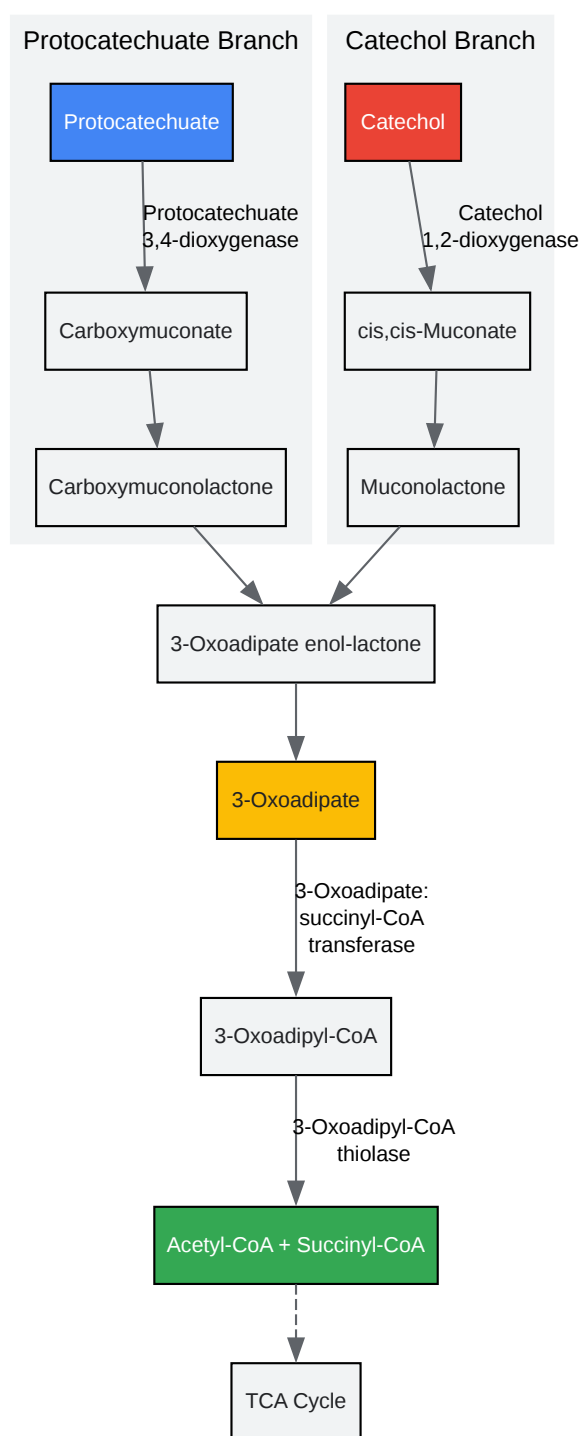 Protocatechuate Branch
Catechol Branch
Protocatechuate
Catechol
Protocatechuate
3,4-dioxygenase
Catechol
1,2-dioxygenase
Carboxymuconate
cis,cis-Muconate
Carboxymuconolactone
Muconolactone
3-Oxoadipate enol-lactone
3-Oxoadipate
3-Oxoadipate:
succinyl-CoA
transferase
3-Oxoadipyl-CoA
3-Oxoadipyl-CoA
thiolase
Acetyl-CoA + Succinyl-CoA
TCA Cycle